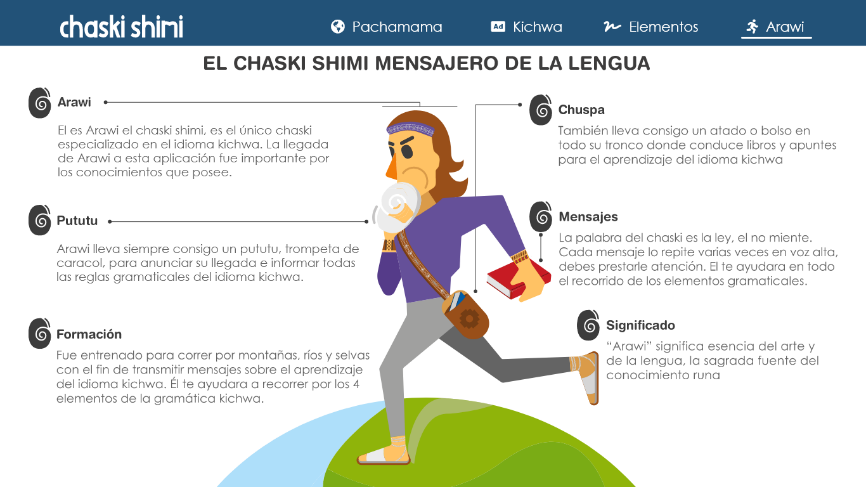 chaski shimi
Pachamama
Ad Kichwa
Elementos
Arawi
EL CHASKI SHIMI MENSAJERO DE LA LENGUA
Arawi
El es Arawi el chaski shimi, es el único chaski
especializado en el idioma kichwa. La llegada
de Arawi a esta aplicación fue importante por
los conocimientos que posee.
Pututu
Arawi lleva siempre consigo un pututu, trompeta de
caracol, para anunciar su llegada e informar todas
las reglas gramaticales del idioma kichwa.
Formación
Fue entrenado para correr por montañas, ríos y selvas
con el fin de transmitir mensajes sobre el aprendizaje
del idioma kichwa. Él te ayudara a recorrer por los 4
elementos de la gramática kichwa.
Chuspa
También lleva consigo un atado o bolso en
todo su tronco donde conduce libros y apuntes
para el aprendizaje del idioma kichwa
Mensajes
La palabra del chaski es la ley, el no miente.
Cada mensaje lo repite varias veces en voz alta,
debes prestarle atención. El te ayudara en todo
el recorrido de los elementos gramaticales.
Significado
“Arawi” significa esencia del arte y
de la lengua, la sagrada fuente del
conocimiento runa